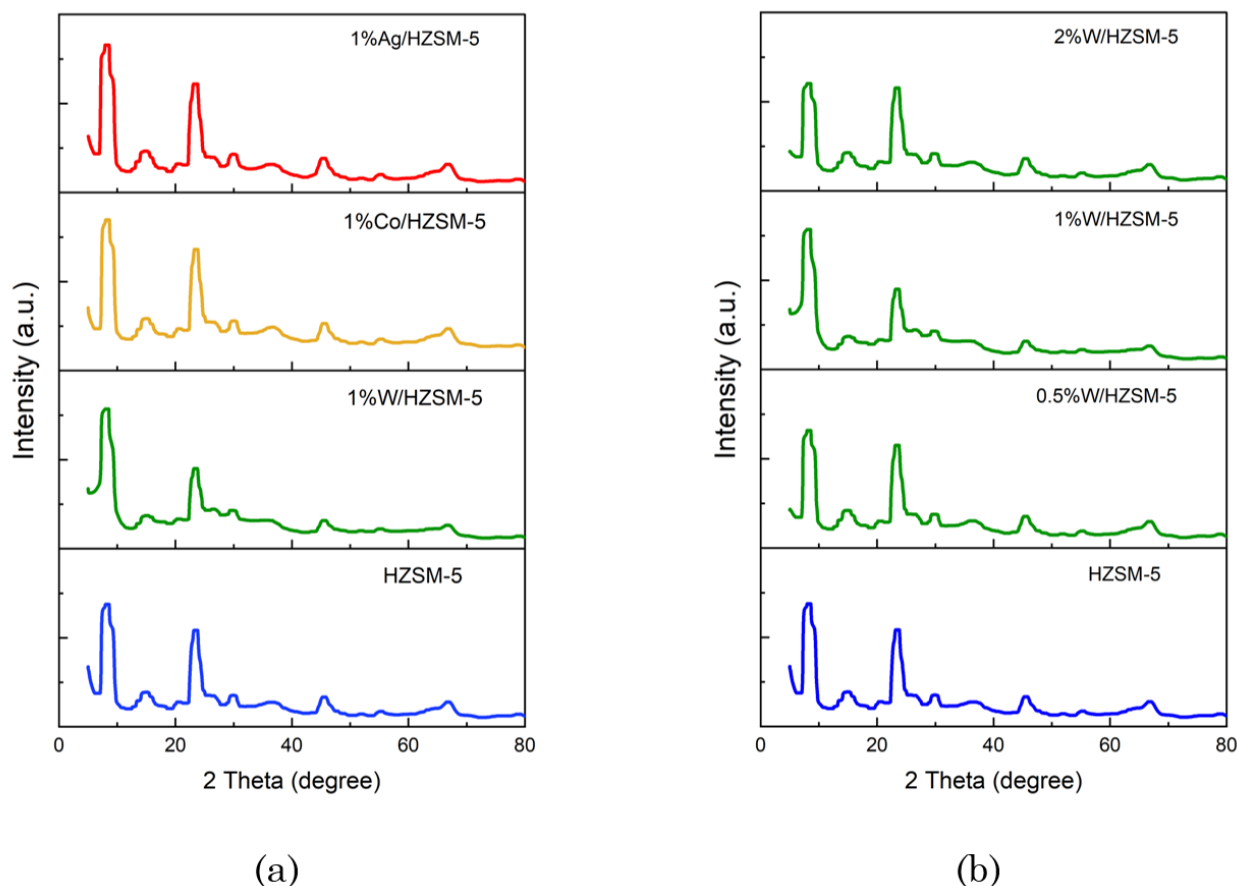 1%Ag/HZSM-5
1%Co/HZSM-5
1%W/HZSM-5
HZSM-5
Intensity (a.u.)
0 20 40 60 80
2 Theta (degree)
(a)
2%W/HZSM-5
1%W/HZSM-5
0.5%W/HZSM-5
HZSM-5
Intensity (a.u.)
0 20 40 60 80
2 Theta (degree)
(b)